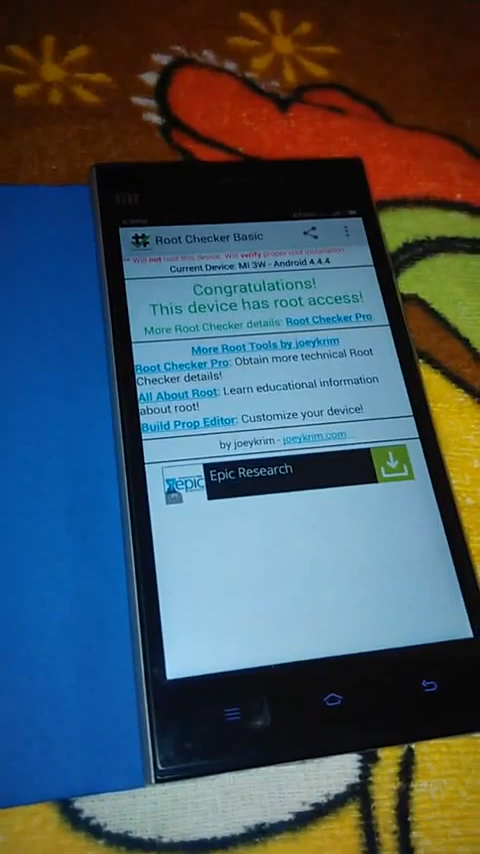 mi
Root Checker Basic
** Will not root this device. Will verify proper root installation
Current Device: MI 3W - Android 4.4.4
Congratulations!
This device has root access!
More Root Checker details: Root Checker Pro
More Root Tools by joeykrim
Root Checker Pro: Obtain more technical Root
Checker details!
All About Root: Learn educational information
about root!
Build Prop Editor: Customize your device!
by joeykrim - joeykrim.com
epic
Epic Research